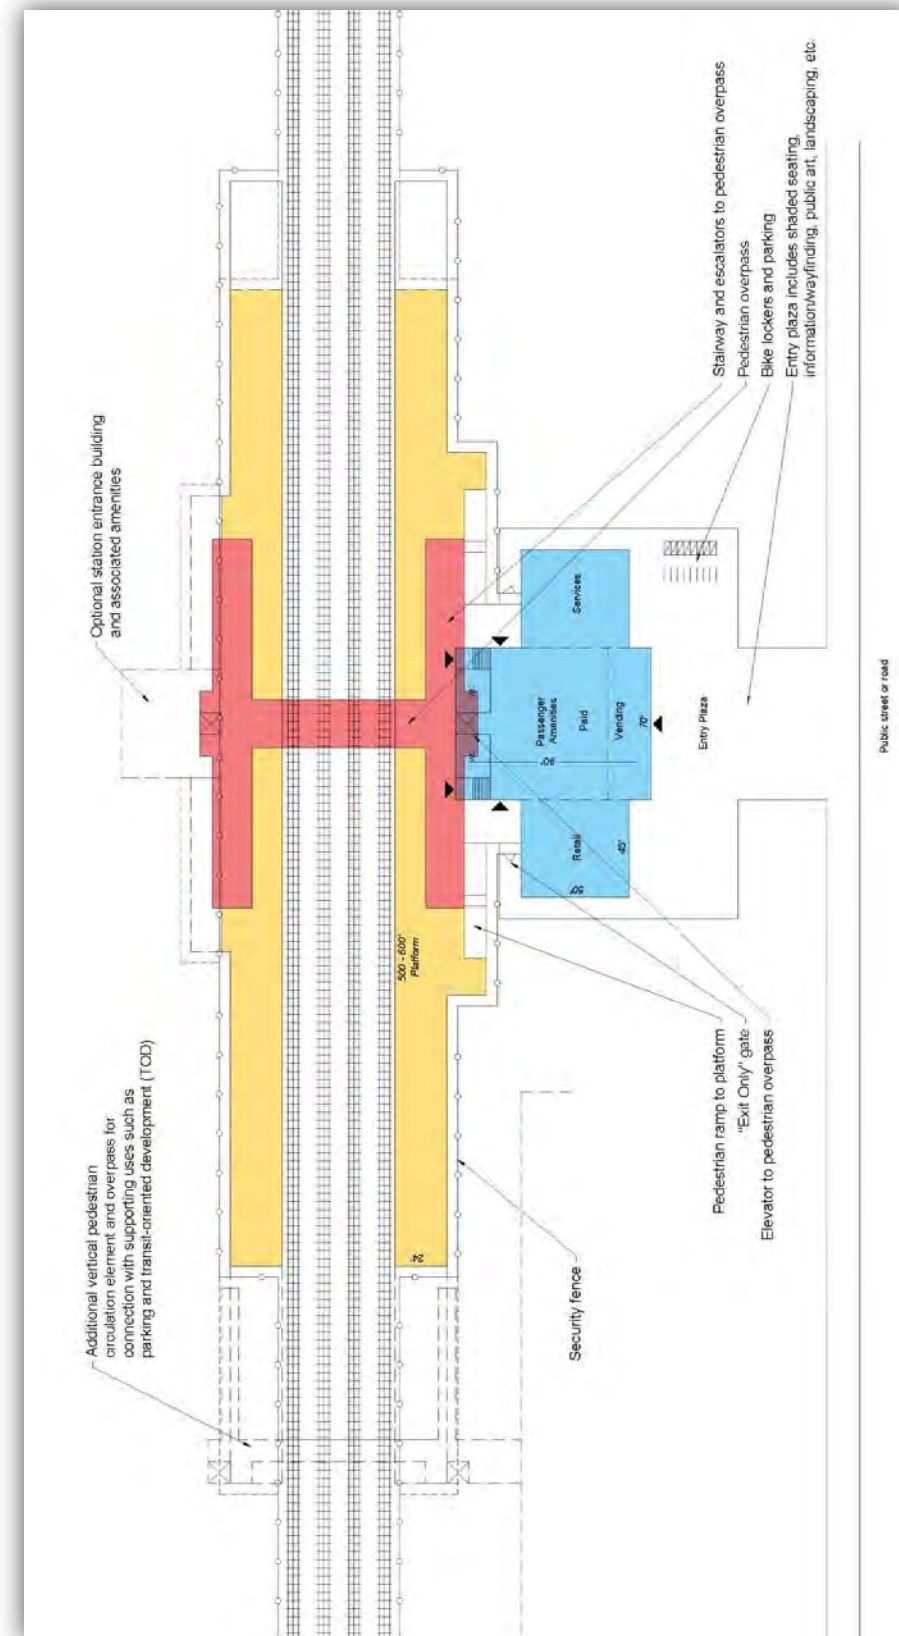 Additional vertical pedestrian
circulation element and overpass for
connection with supporting uses such as
parking and transit-oriented development (TOD)
Optional station entrance building
and associated amenities
24'
500 - 600'
Platform
Security fence
Pedestrian ramp to platform
"Exit Only" gate
Elevator to pedestrian overpass
Retail
50'
45'
Passenger
Amenities
90'
Paid
Vending
70'
Services
Entry Plaza
Stairway and escalators to pedestrian overpass
Pedestrian overpass
Bike lockers and parking
Entry plaza includes shaded seating,
information/wayfinding, public art, landscaping, etc.
Public street or road